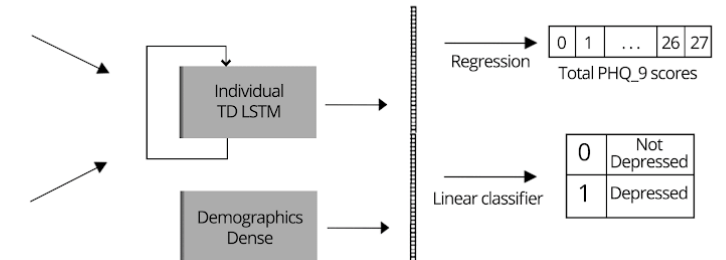 Individual
TD LSTM
Demographics
Dense
Regression
0 1 ... 26 27
Total PHQ_9 scores
Linear classifier
0 Not
Depressed
1 Depressed